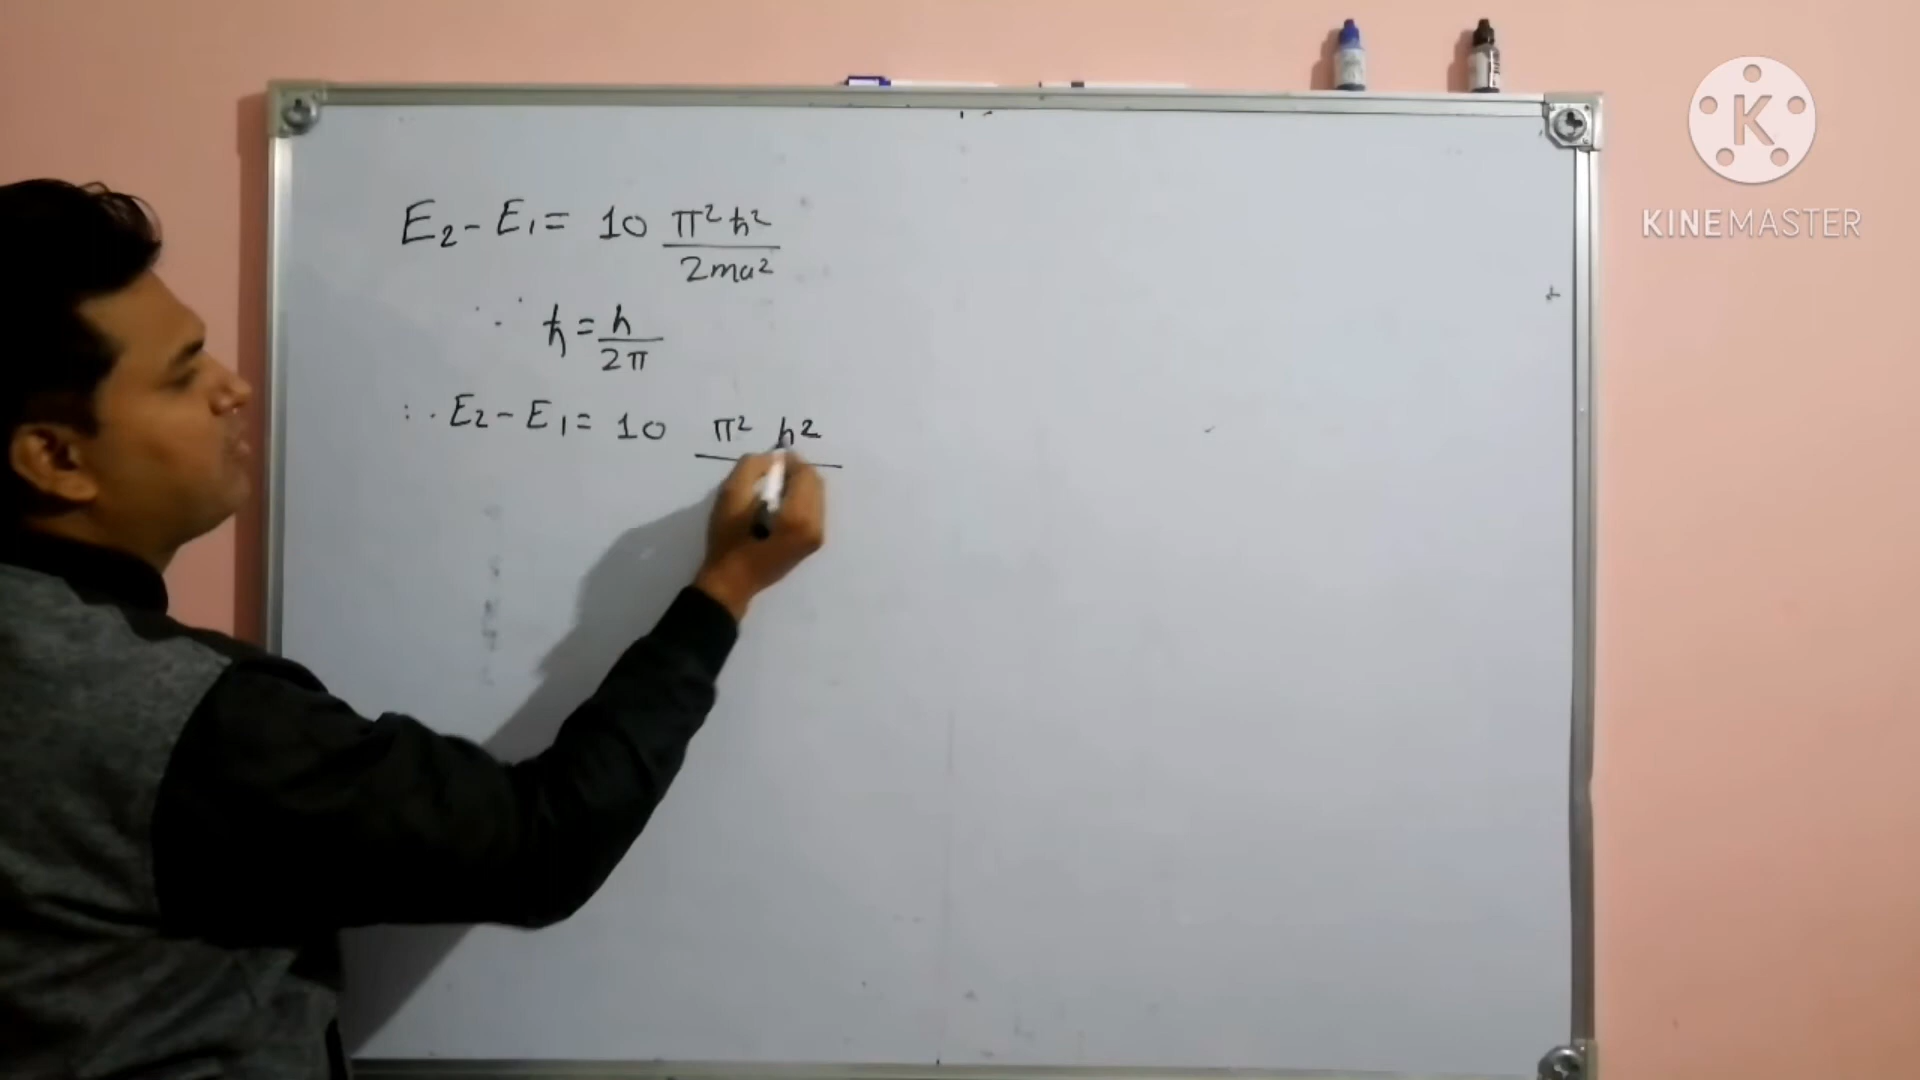 E₂ - E₁ = 10 π²ħ² / 2ma²
∵ ħ = h / 2π
∴ E₂ - E₁ = 10 π² h²
K
KINEMASTER